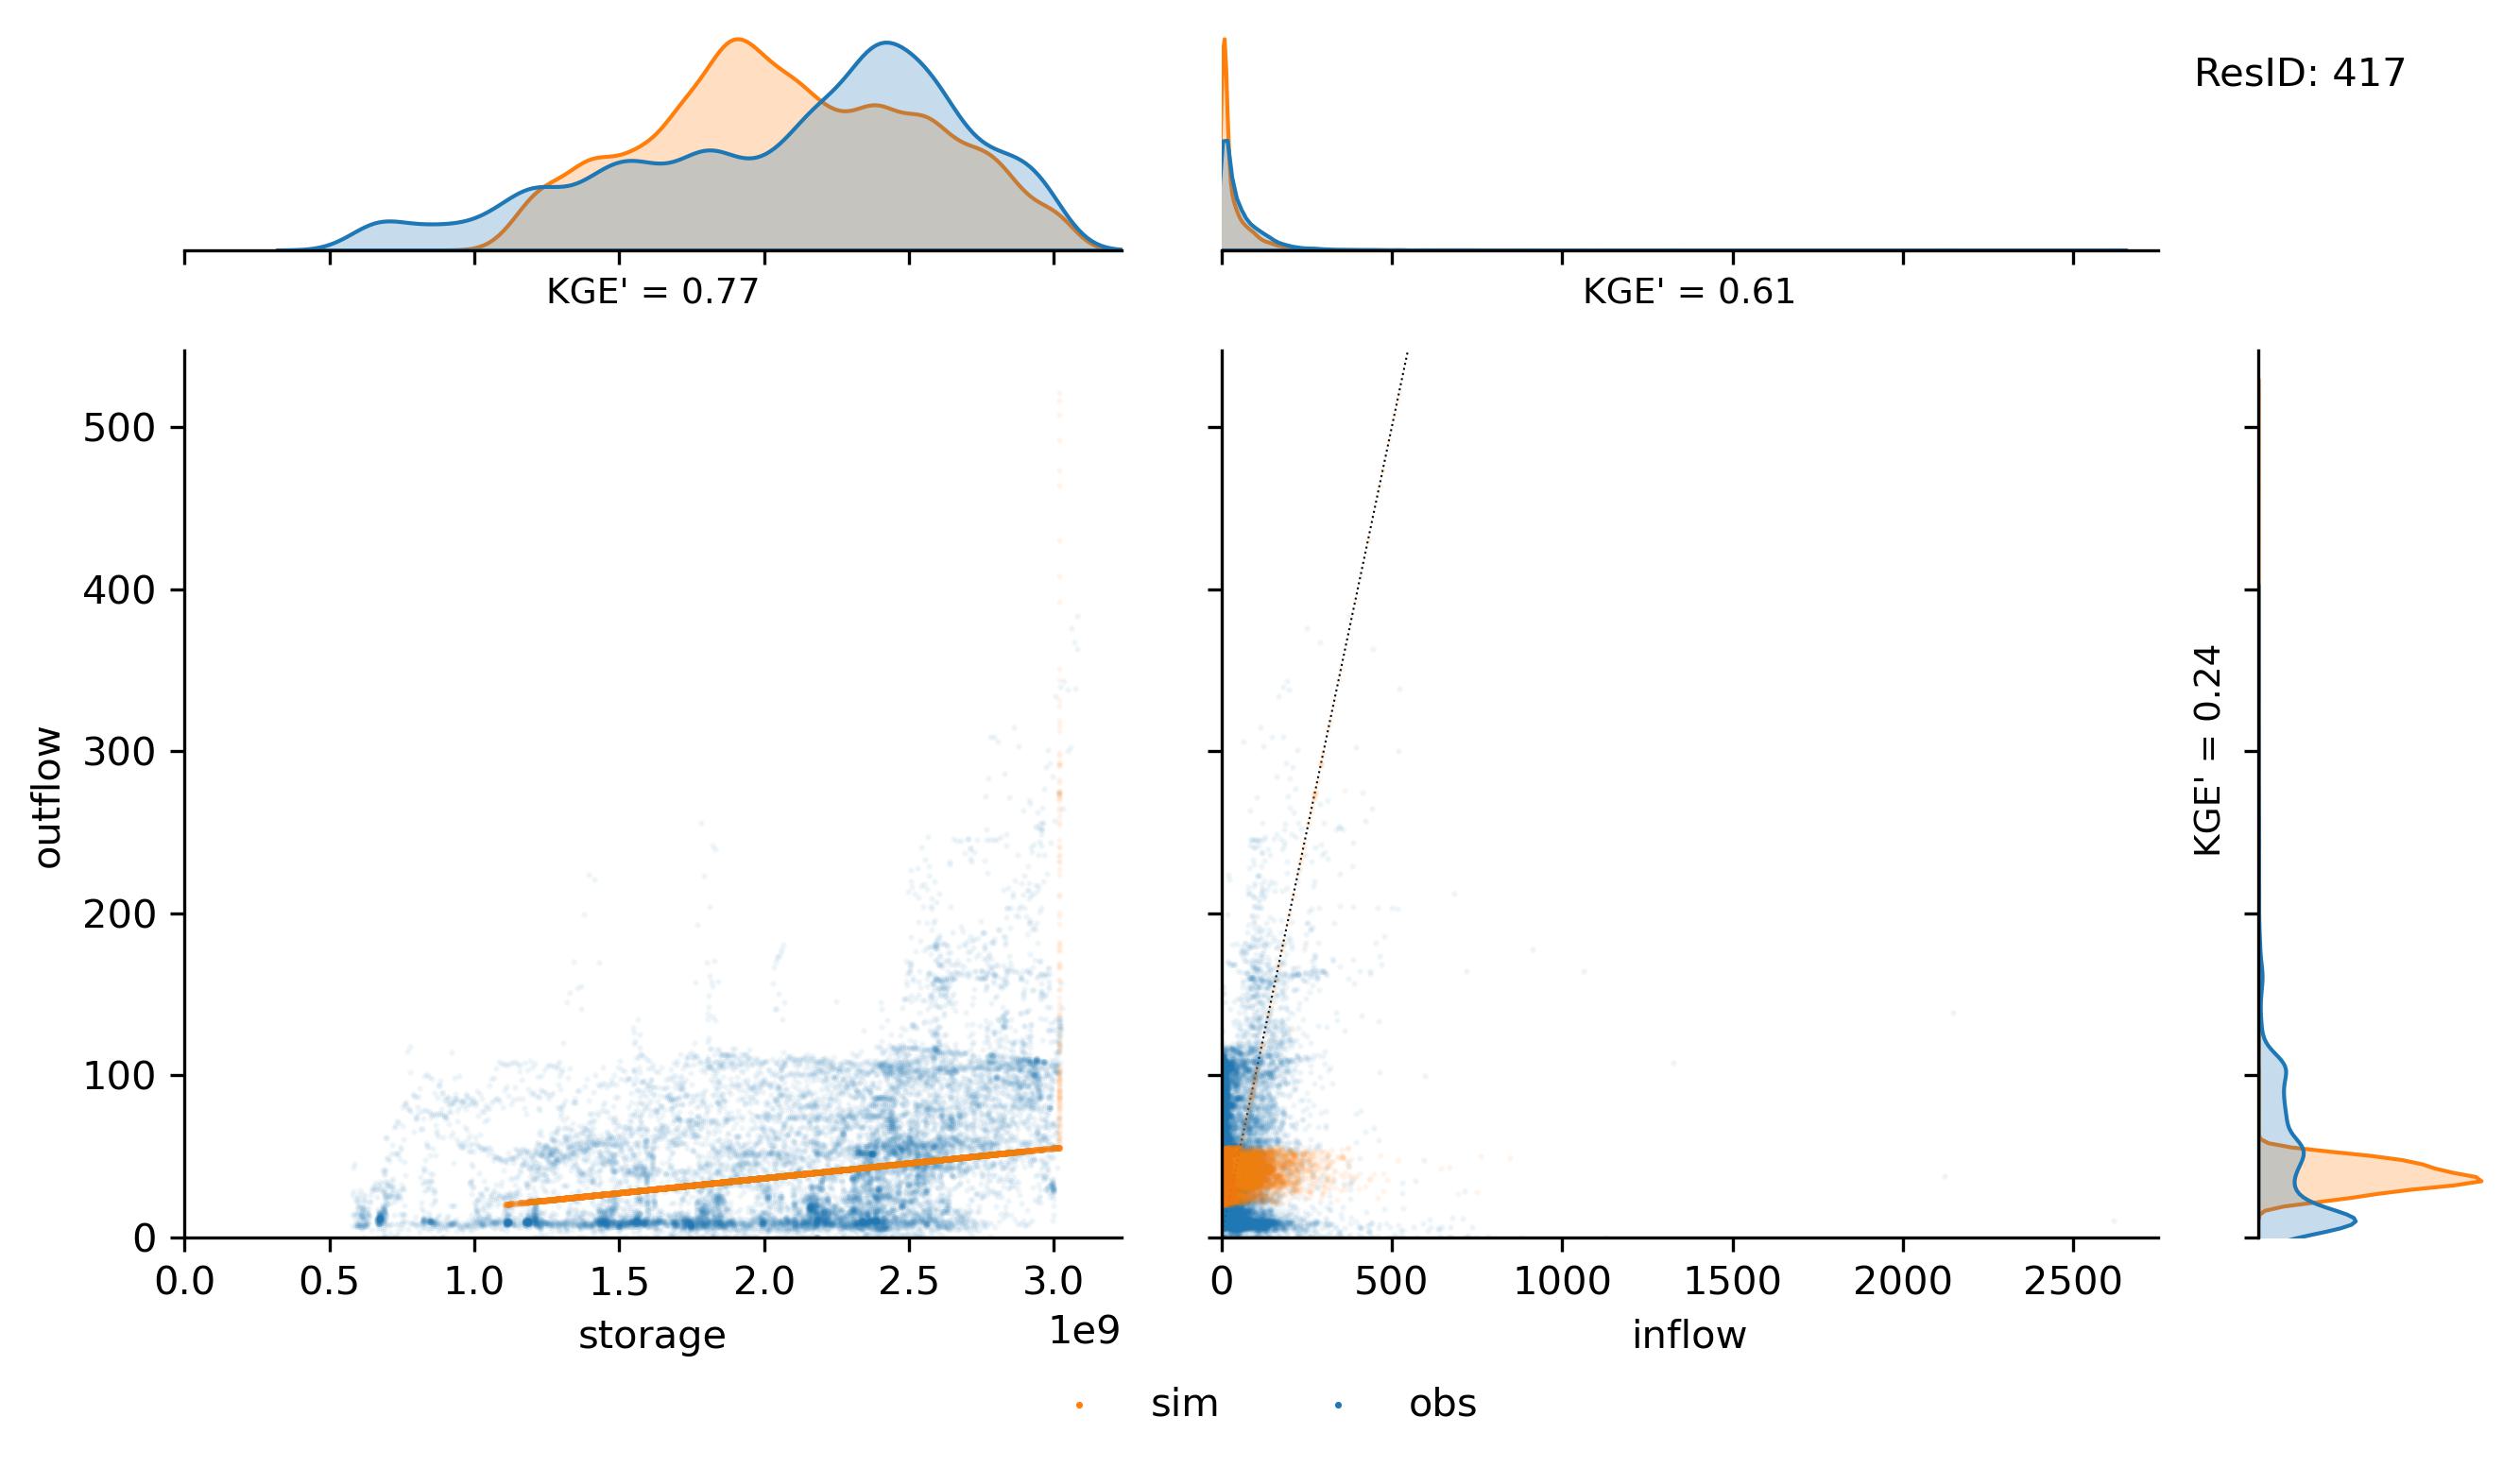 ResID: 417
KGE' = 0.77
KGE' = 0.61
outflow
500
400
300
200
100
0
KGE' = 0.24
0.0 0.5 1.0 1.5 2.0 2.5 3.0
0 500 1000 1500 2000 2500
storage
1e9
inflow
sim obs